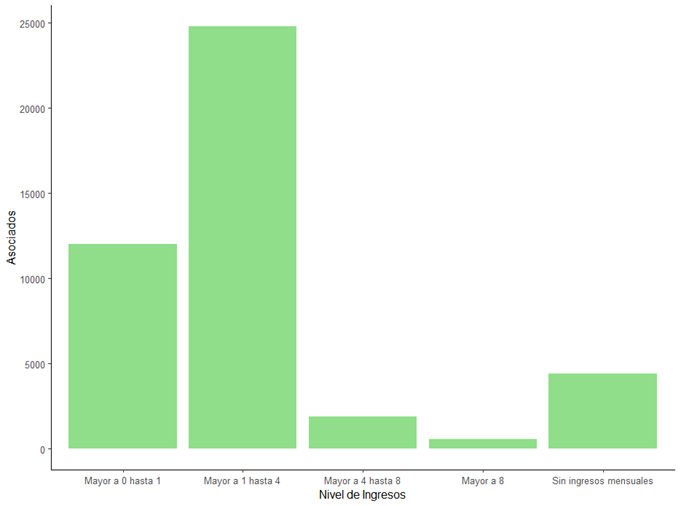 25000
20000
15000
10000
5000
0
Asociados
Mayor a 0 hasta 1
Mayor a 1 hasta 4
Mayor a 4 hasta 8
Mayor a 8
Sin ingresos mensuales
Nivel de Ingresos